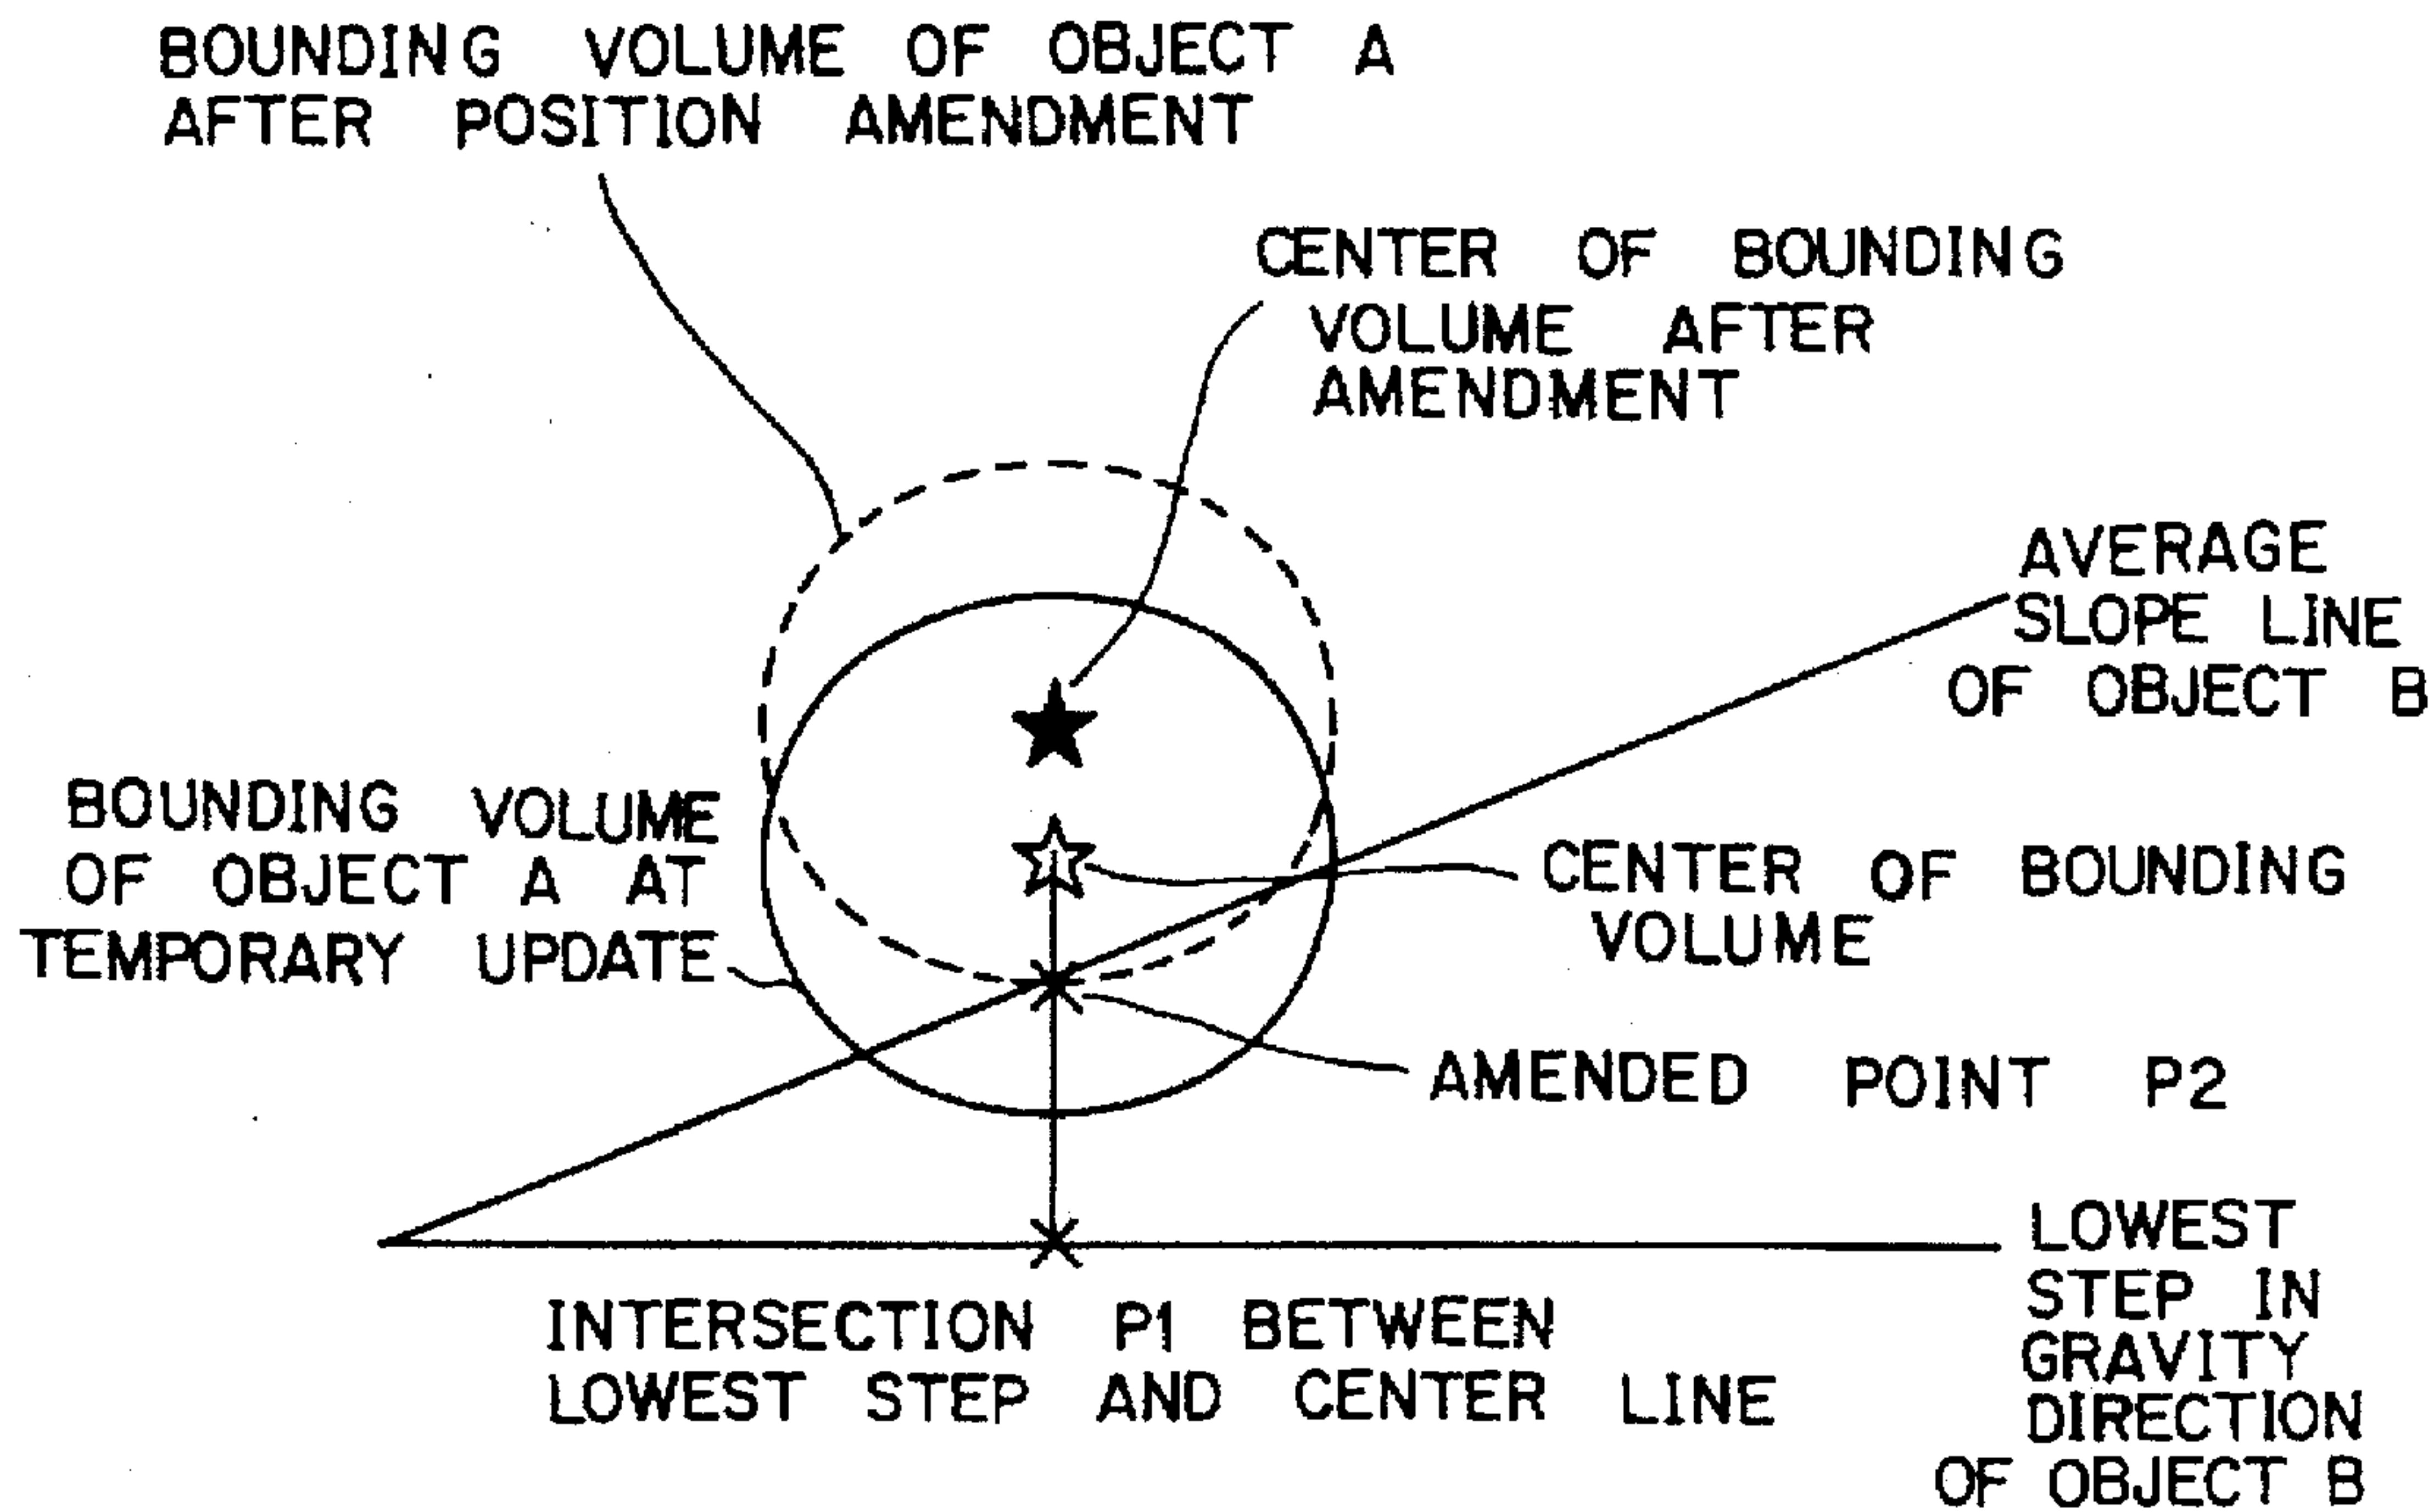 BOUNDING VOLUME OF OBJECT A
AFTER POSITION AMENDMENT
CENTER OF BOUNDING
VOLUME AFTER
AMENDMENT
AVERAGE
SLOPE LINE
OF OBJECT B
BOUNDING VOLUME
OF OBJECT A AT
TEMPORARY UPDATE
CENTER OF BOUNDING
VOLUME
AMENDED POINT P2
LOWEST
STEP IN
GRAVITY
DIRECTION
OF OBJECT B
INTERSECTION P1 BETWEEN
LOWEST STEP AND CENTER LINE